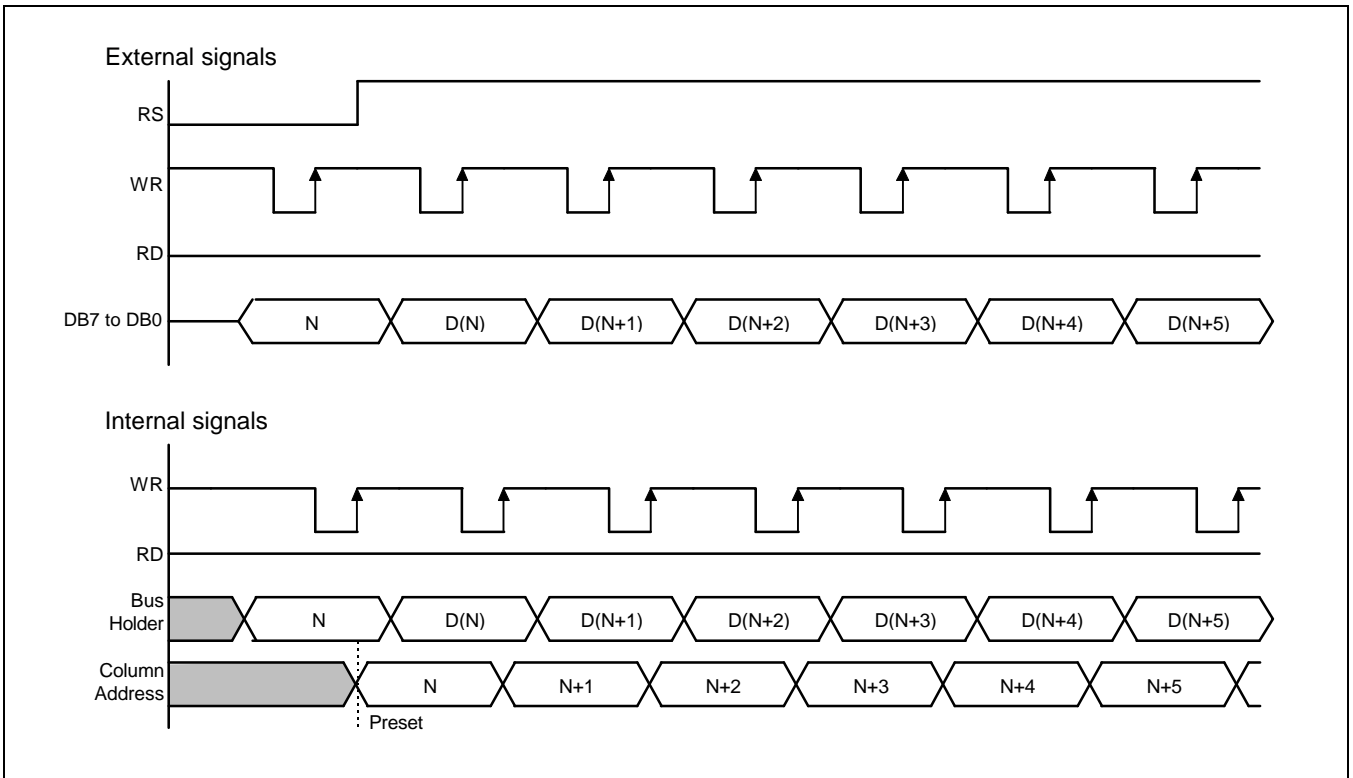 External signals
RS
WR
RD
DB7 to DB0 N D(N) D(N+1) D(N+2) D(N+3) D(N+4) D(N+5)
Internal signals
WR
RD
Bus
Holder N D(N) D(N+1) D(N+2) D(N+3) D(N+4) D(N+5)
Column
Address N N+1 N+2 N+3 N+4 N+5
Preset